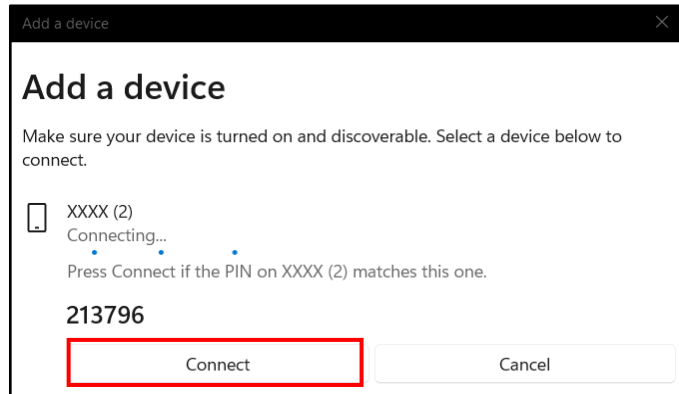 Add a device
Add a device
Make sure your device is turned on and discoverable. Select a device below to
connect.
XXXX (2)
Connecting...
Press Connect if the PIN on XXXX (2) matches this one.
213796
Connect
Cancel